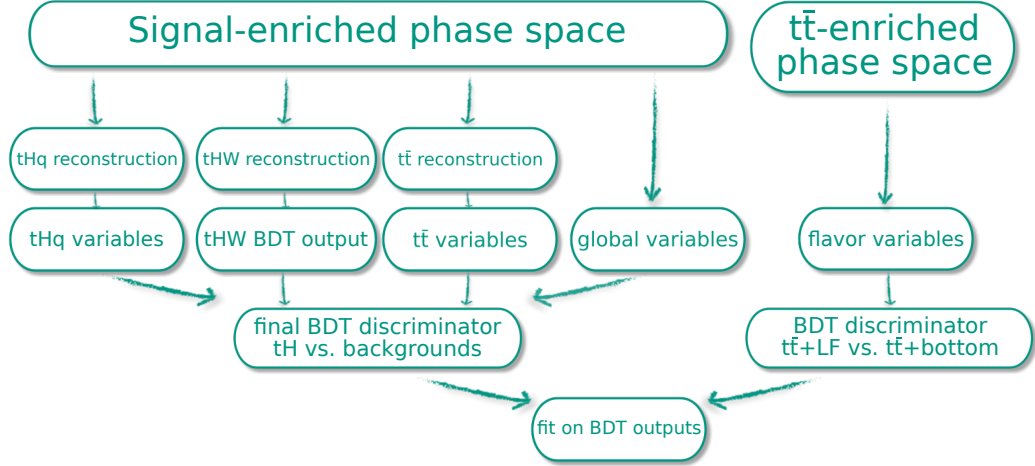 Signal-enriched phase space
tt̄-enriched
phase space
tHq reconstruction
tHW reconstruction
tt̄ reconstruction
tHq variables
tHW BDT output
tt̄ variables
global variables
flavor variables
final BDT discriminator
tH vs. backgrounds
BDT discriminator
tt̄+LF vs. tt̄+bottom
fit on BDT outputs